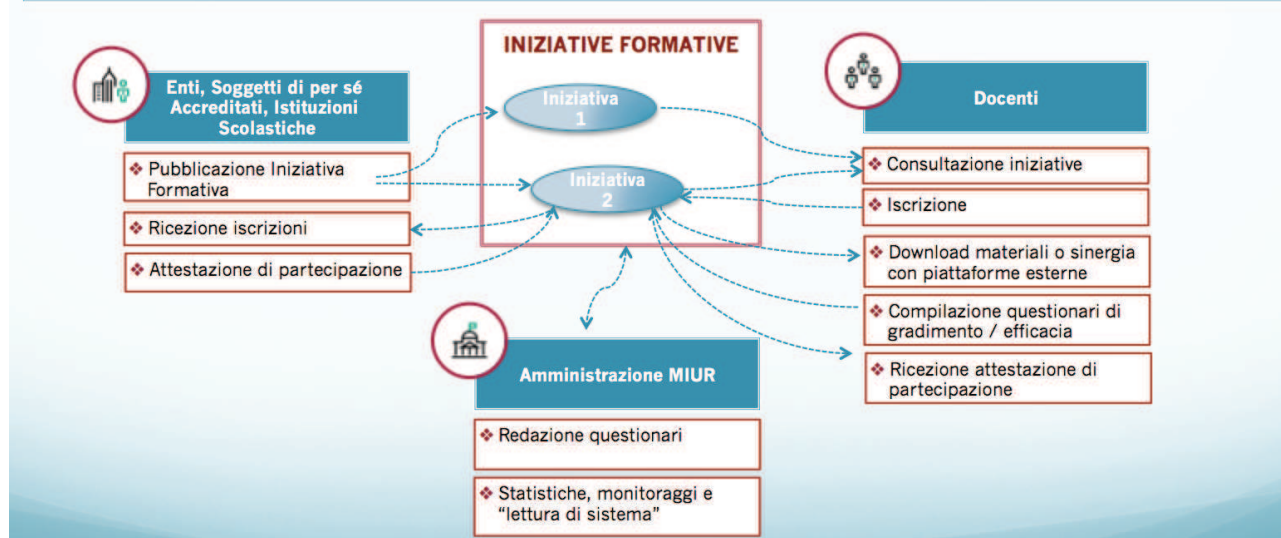 INIZIATIVE FORMATIVE
Iniziativa
1
Iniziativa
2
Enti, Soggetti di per sé
Accreditati, Istituzioni
Scolastiche
❖ Pubblicazione Iniziativa
Formativa
❖ Ricezione iscrizioni
❖ Attestazione di partecipazione
Docenti
❖ Consultazione iniziative
❖ Iscrizione
❖ Download materiali o sinergia
con piattaforme esterne
❖ Compilazione questionari di
gradimento / efficacia
❖ Ricezione attestazione di
partecipazione
Amministrazione MIUR
❖ Redazione questionari
❖ Statistiche, monitoraggi e
“lettura di sistema”